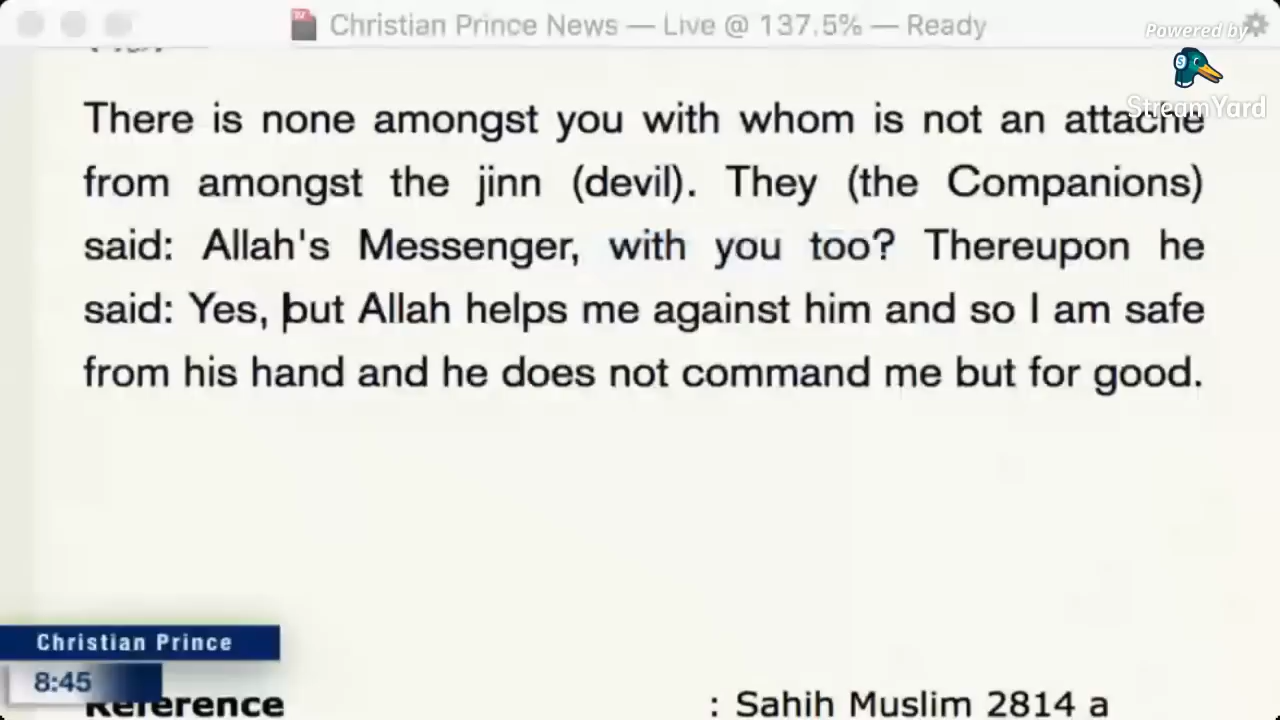 Christian Prince News — Live @ 137.5% — Ready
Powered by
StreamYard
There is none amongst you with whom is not an attache
from amongst the jinn (devil). They (the Companions)
said: Allah's Messenger, with you too? Thereupon he
said: Yes, but Allah helps me against him and so I am safe
from his hand and he does not command me but for good.
Christian Prince
8:45
Reference : Sahih Muslim 2814 a